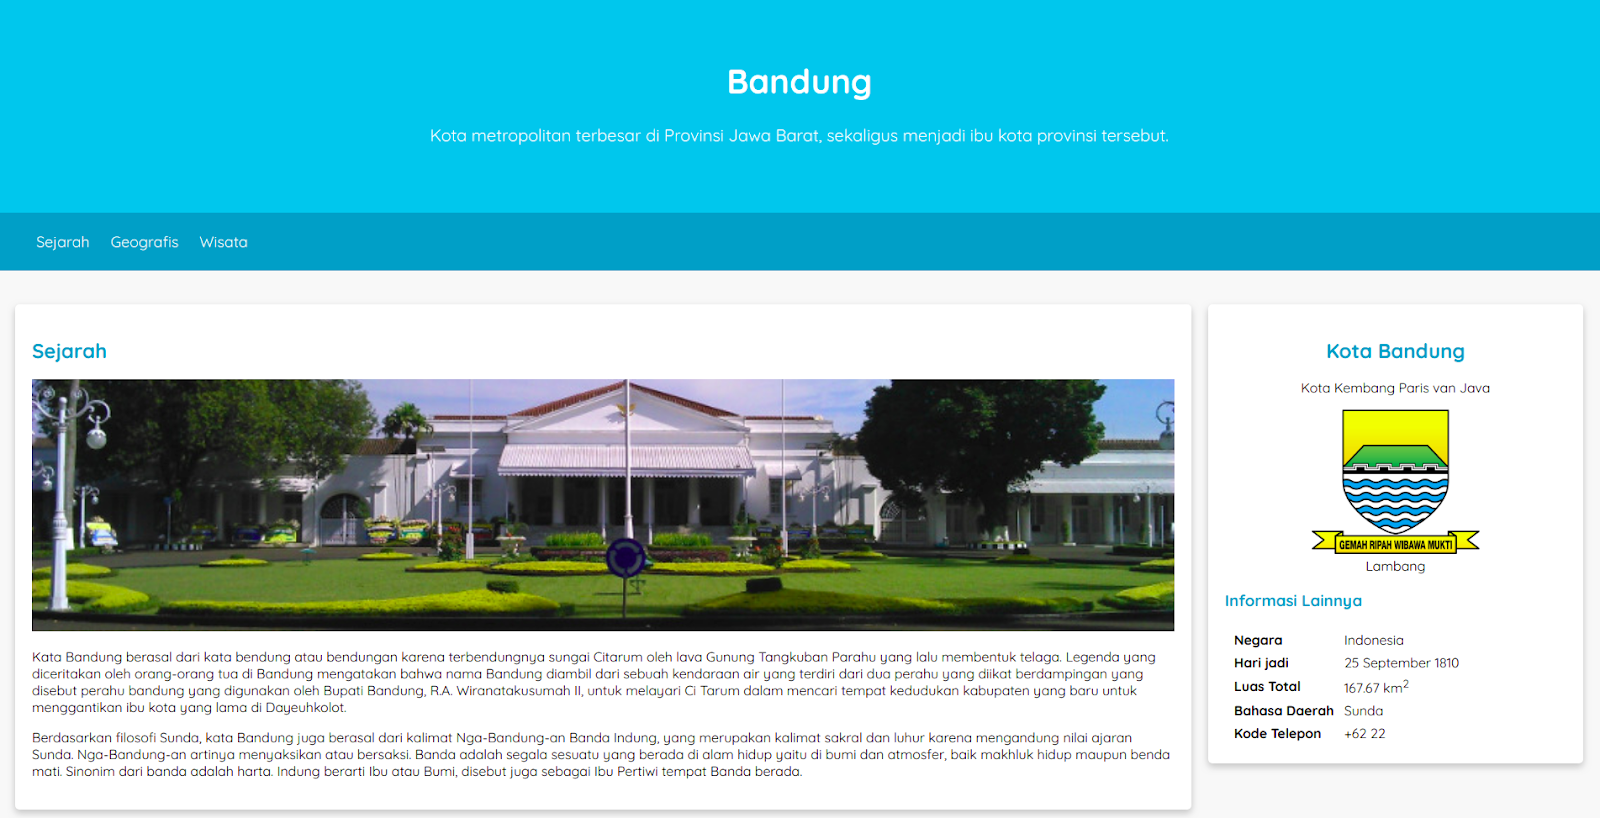 Bandung
Kota metropolitan terbesar di Provinsi Jawa Barat, sekaligus menjadi ibu kota provinsi tersebut.
Sejarah Geografis Wisata
Sejarah
Kata Bandung berasal dari kata bendung atau bendungan karena terbendungnya sungai Citarum oleh lava Gunung Tangkuban Parahu yang lalu membentuk telaga. Legenda yang
diceritakan oleh orang-orang tua di Bandung mengatakan bahwa nama Bandung diambil dari sebuah kendaraan air yang terdiri dari dua perahu yang diikat berdampingan yang
disebut perahu bandung yang digunakan oleh Bupati Bandung, R.A. Wiranatakusumah II, untuk melayari Ci Tarum dalam mencari tempat kedudukan kabupaten yang baru untuk
menggantikan ibu kota yang lama di Dayeuhkolot.
Berdasarkan filosofi Sunda, kata Bandung juga berasal dari kalimat Nga-Bandung-an Banda Indung, yang merupakan kalimat sakral dan luhur karena mengandung nilai ajaran
Sunda. Nga-Bandung-an artinya menyaksikan atau bersaksi. Banda adalah segala sesuatu yang berada di alam hidup yaitu di bumi dan atmosfer, baik makhluk hidup maupun benda
mati. Sinonim dari banda adalah harta. Indung berarti Ibu atau Bumi, disebut juga sebagai Ibu Pertiwi tempat Banda berada.
Kota Bandung
Kota Kembang Paris van Java
GEMAH RIPAH WIBAWA MUKTI
Lambang
Informasi Lainnya
Negara Indonesia
Hari jadi 25 September 1810
Luas Total 167.67 km²
Bahasa Daerah Sunda
Kode Telepon +62 22